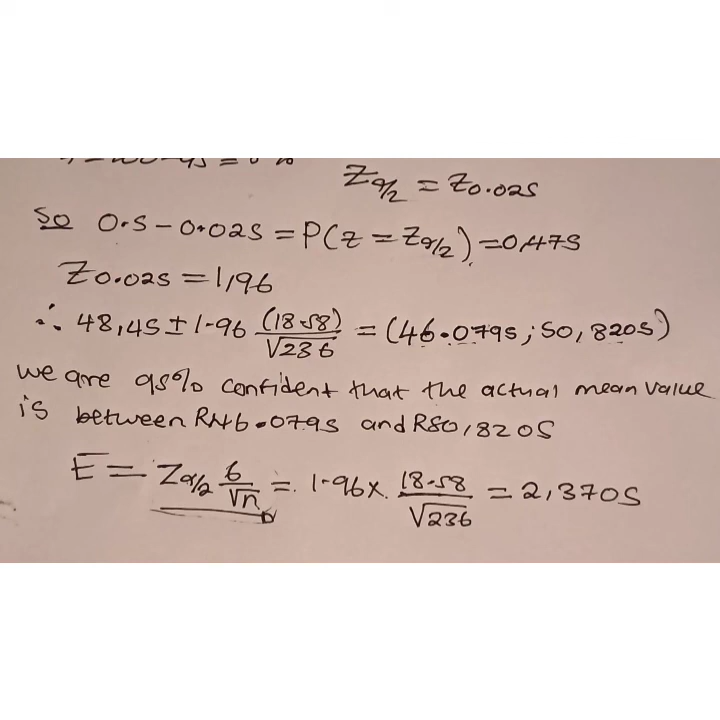 Zα/2 = Z0.025
So 0.5 - 0.025 = P(Z = Zα/2) = 0,475
Z0.025 = 1,96
∴ 48,45 ± 1.96 (18.58)/√236 = (46.0795; 50,8205)
we are 95% confident that the actual mean value
is between R46.0795 and R50,8205
E = Zα/2 6/√n = 1.96 x 18.58/√236 = 2,3705